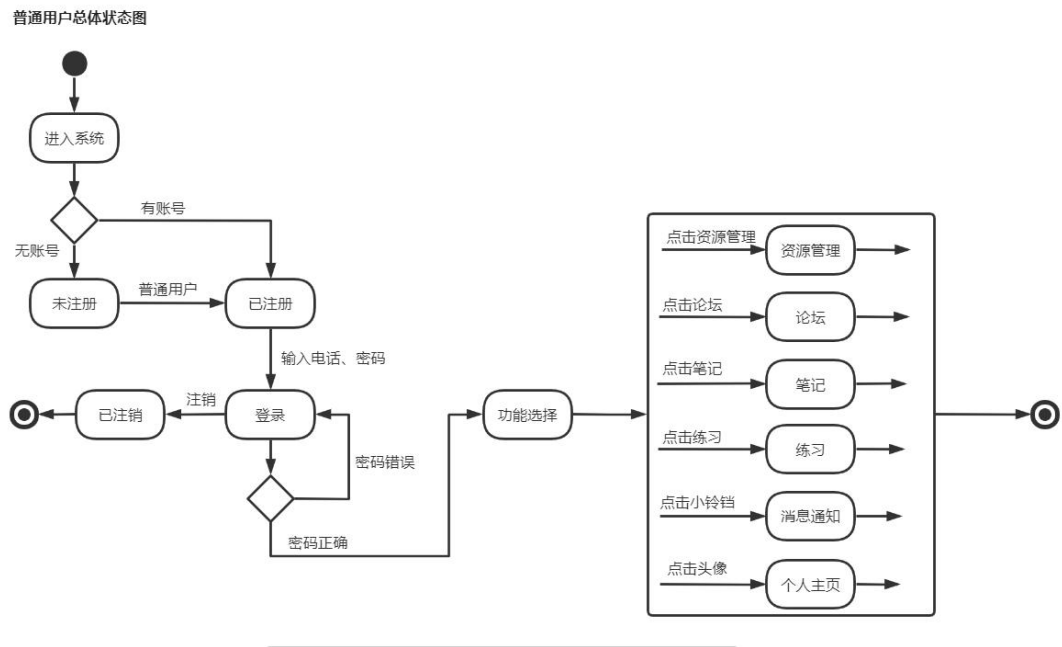 普通用户总体状态图
进入系统
有账号
无账号
未注册
普通用户
已注册
输入电话、密码
已注销
注销
登录
密码错误
密码正确
功能选择
点击资源管理
资源管理
点击论坛
论坛
点击笔记
笔记
点击练习
练习
点击小铃铛
消息通知
点击头像
个人主页